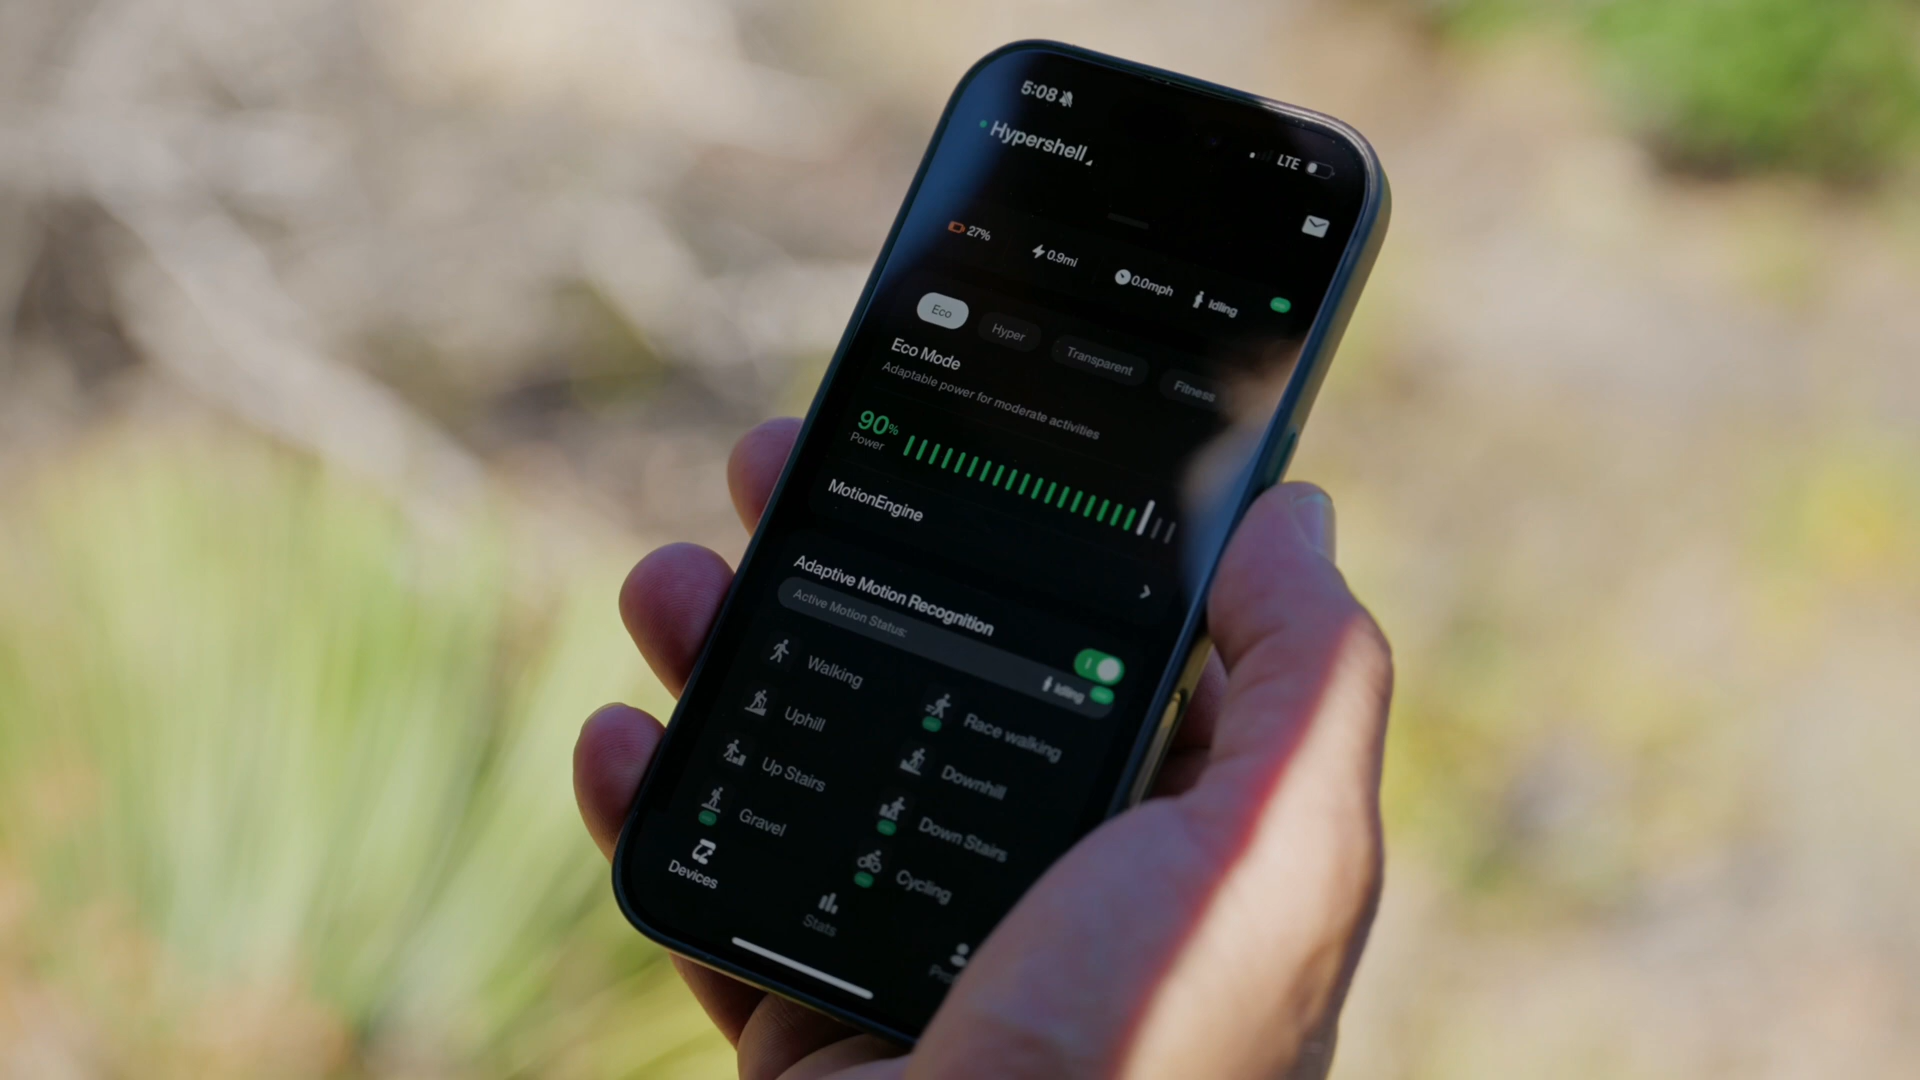 5:08
LTE
Hypershell
27%
0.9mi
0.0mph
Idling
Eco
Hyper
Transparent
Fitness
Eco Mode
Adaptable power for moderate activities
90%
Power
MotionEngine
Adaptive Motion Recognition
Active Motion Status:
Idling
Walking
Race walking
Uphill
Downhill
Up Stairs
Down Stairs
Gravel
Cycling
Devices
Stats